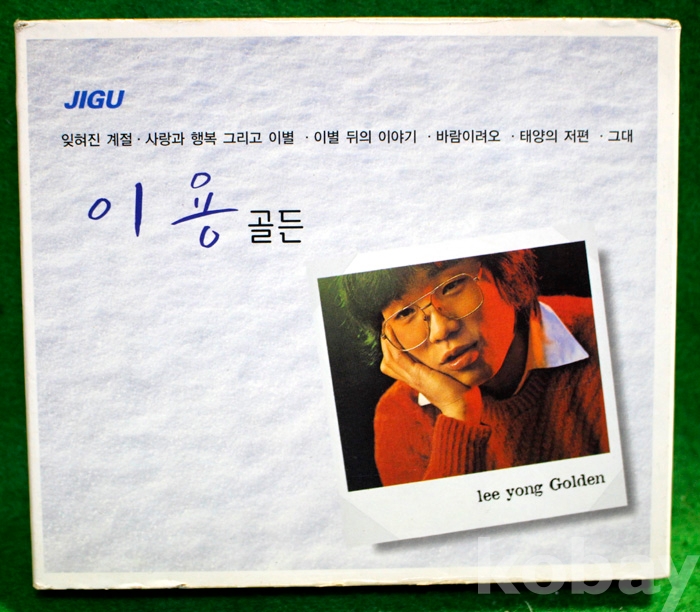 JIGU
잊혀진 계절 · 사랑과 행복 그리고 이별 · 이별 뒤의 이야기 · 바람이려오 · 태양의 저편 · 그대
이 용 골든
lee yong Golden
kobay